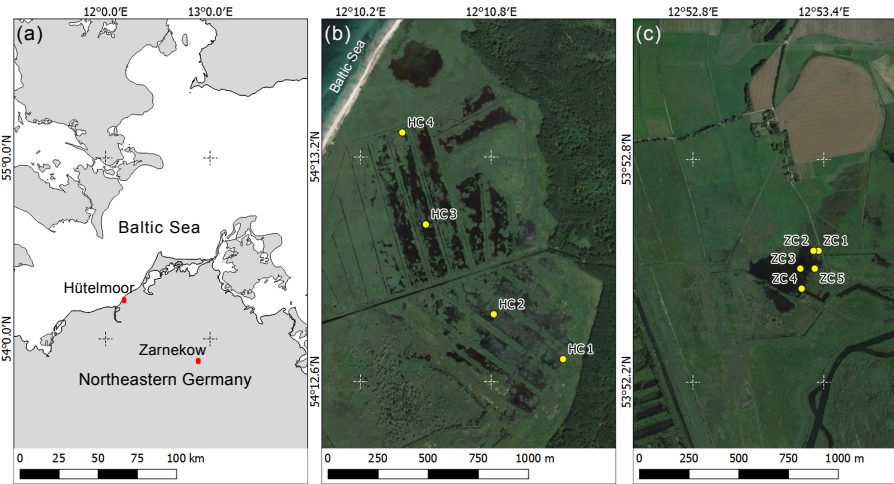 12°0.0'E 13°0.0'E
12°10.2'E 12°10.8'E
12°52.8'E 12°53.4'E
(a)
55°0.0'N
54°0.0'N
Baltic Sea
Hütelmoor
Zarnekow
Northeastern Germany
0 25 50 75 100 km
(b)
Baltic Sea
54°13.2'N
54°12.6'N
HC 4
HC 3
HC 2
HC 1
0 250 500 1000 m
(c)
53°52.8'N
53°52.2'N
ZC 2 ZC 1
ZC 3
ZC 4 ZC 5
0 250 500 750 1000 m